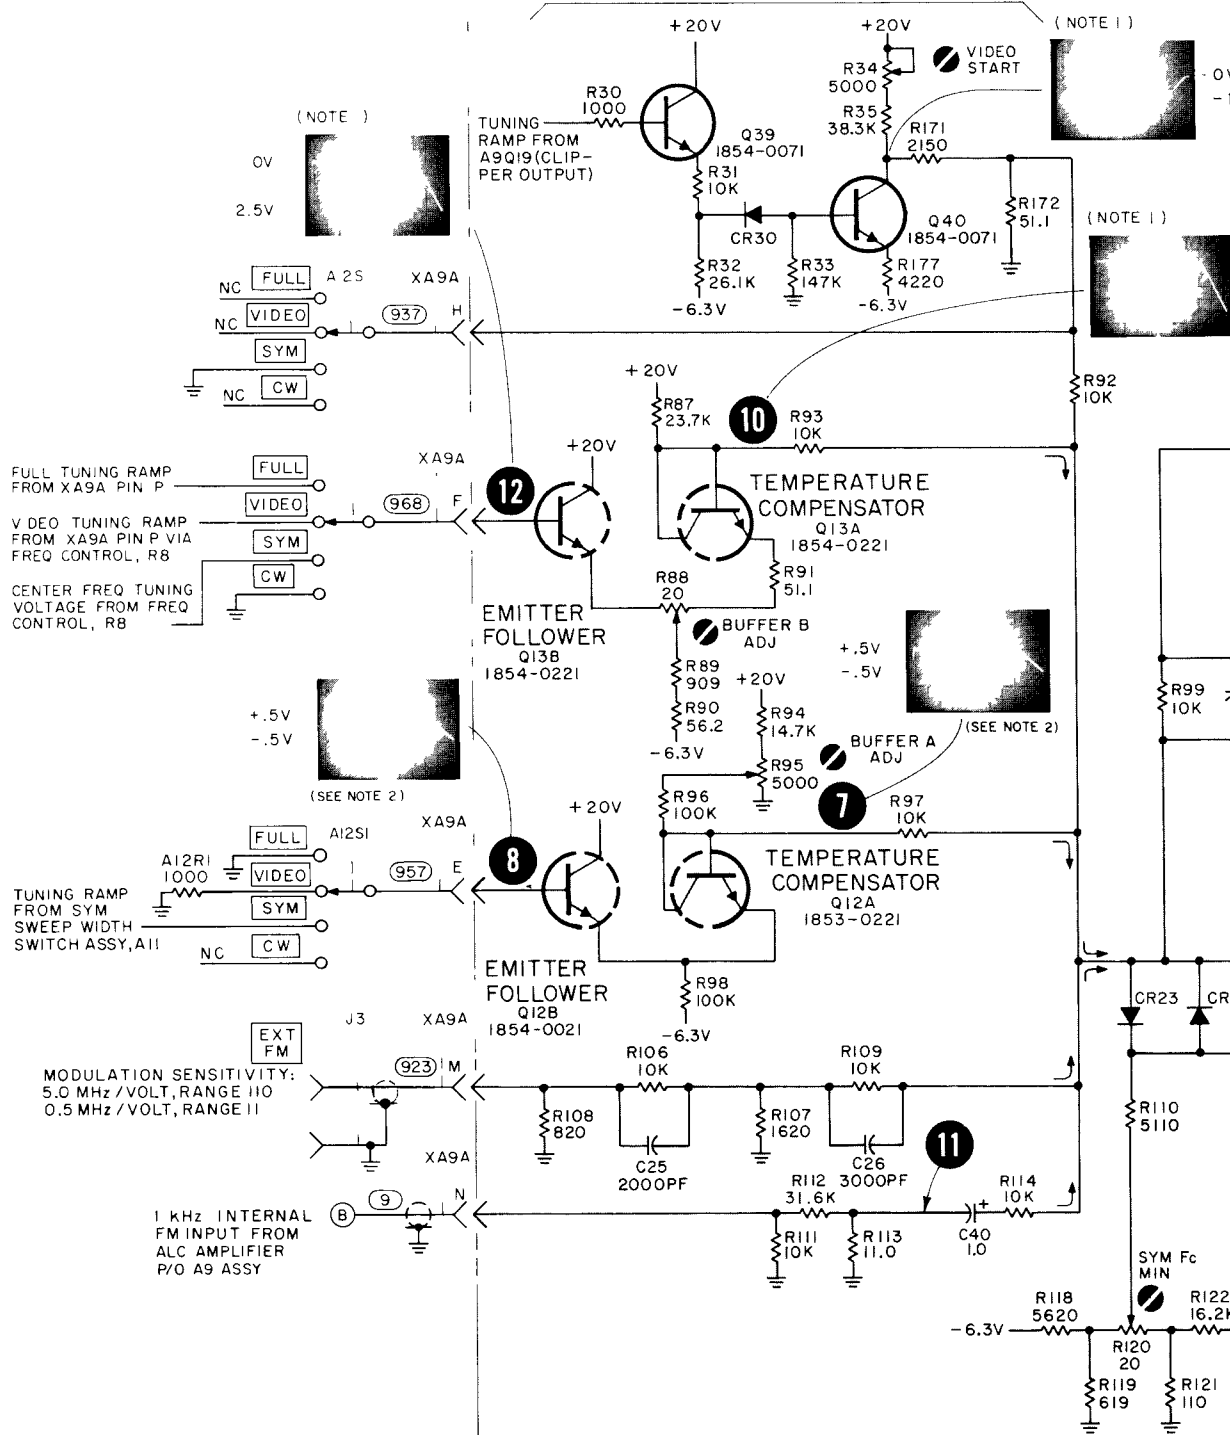 +20V
+20V
(NOTE 1)
R34
5000
VIDEO
START
R30
1000
0V
(NOTE )
TUNING
RAMP FROM
A9Q19(CLIP-
PER OUTPUT)
Q39
1854-0071
R35
38.3K
R171
2150
0V
2.5V
R31
10K
CR30
Q40
1854-0071
R172
51.1
(NOTE 1)
R32
26.1K
-6.3V
R33
147K
R177
4220
-6.3V
FULL
A 2S
XA9A
NC
VIDEO
937
H
NC
SYM
CW
NC
+20V
R87
23.7K
10
R93
10K
R92
10K
+20V
FULL TUNING RAMP
FROM XA9A PIN P
FULL
XA9A
12
VIDEO
968
F
V DEO TUNING RAMP
FROM XA9A PIN P VIA
FREQ CONTROL, R8
SYM
TEMPERATURE
COMPENSATOR
Q13A
1854-0221
CW
CENTER FREQ TUNING
VOLTAGE FROM FREQ
CONTROL, R8
R88
20
R91
51.1
EMITTER
FOLLOWER
Q13B
1854-0221
BUFFER B
ADJ
+.5V
-.5V
R89
909
+20V
R90
56.2
-6.3V
R94
14.7K
R99
10K
(SEE NOTE 2)
+.5V
-.5V
BUFFER A
ADJ
R95
5000
(SEE NOTE 2)
R96
100K
7
R97
10K
+20V
FULL
A12S1
XA9A
8
A12R1
1000
VIDEO
957
E
TEMPERATURE
COMPENSATOR
Q12A
1853-0221
TUNING RAMP
FROM SYM
SWEEP WIDTH
SWITCH ASSY, A11
SYM
CW
NC
EMITTER
FOLLOWER
Q12B
1854-0021
R98
100K
-6.3V
CR23
CR
EXT
FM
J3
XA9A
923
M
R106
10K
R109
10K
MODULATION SENSITIVITY:
5.0 MHz/VOLT, RANGE 110
0.5 MHz/VOLT, RANGE 11
R108
820
R107
1620
R110
5110
C25
2000PF
C26
3000PF
11
XA9A
9
N
R112
31.6K
R114
10K
B
1 kHz INTERNAL
FM INPUT FROM
ALC AMPLIFIER
P/O A9 ASSY
R111
10K
R113
11.0
+
C40
1.0
SYM Fc
MIN
R118
5620
-6.3V
R120
20
R122
16.2K
R119
619
R121
110